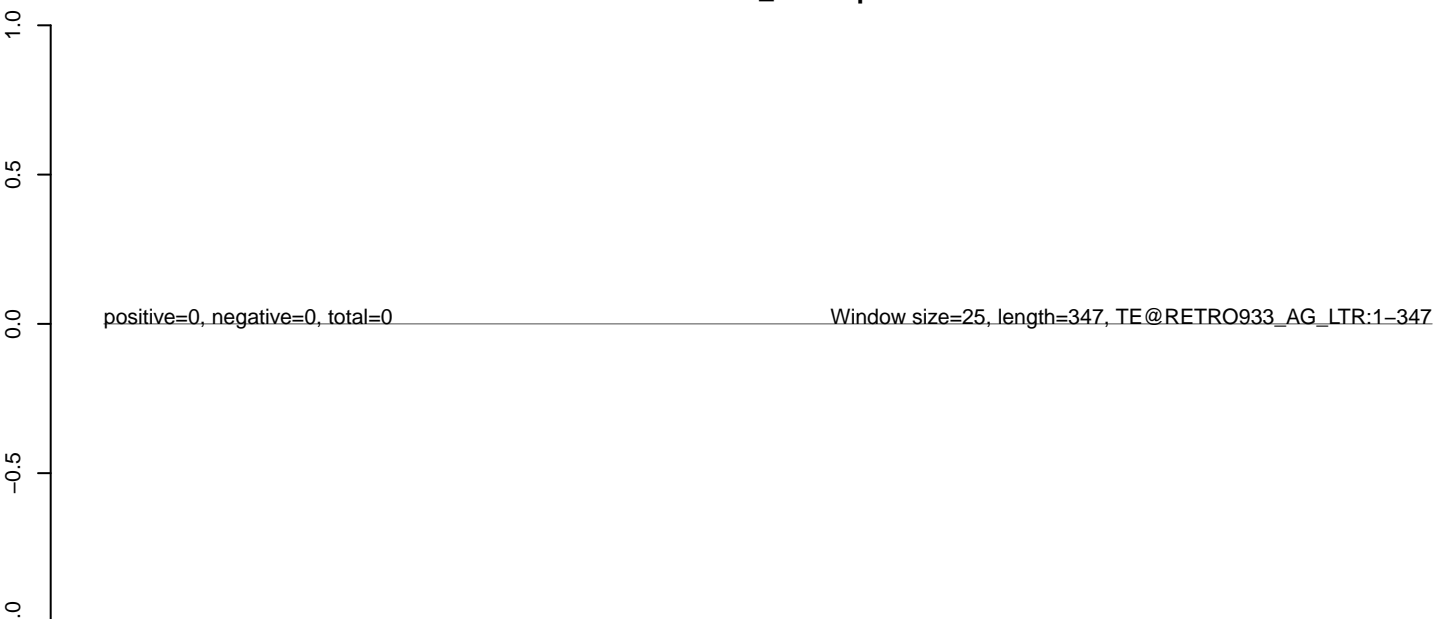 1.0
0.5
0.0
positive=0, negative=0, total=0
Window size=25, length=347, TE@RETRO933_AG_LTR:1−347
−0.5